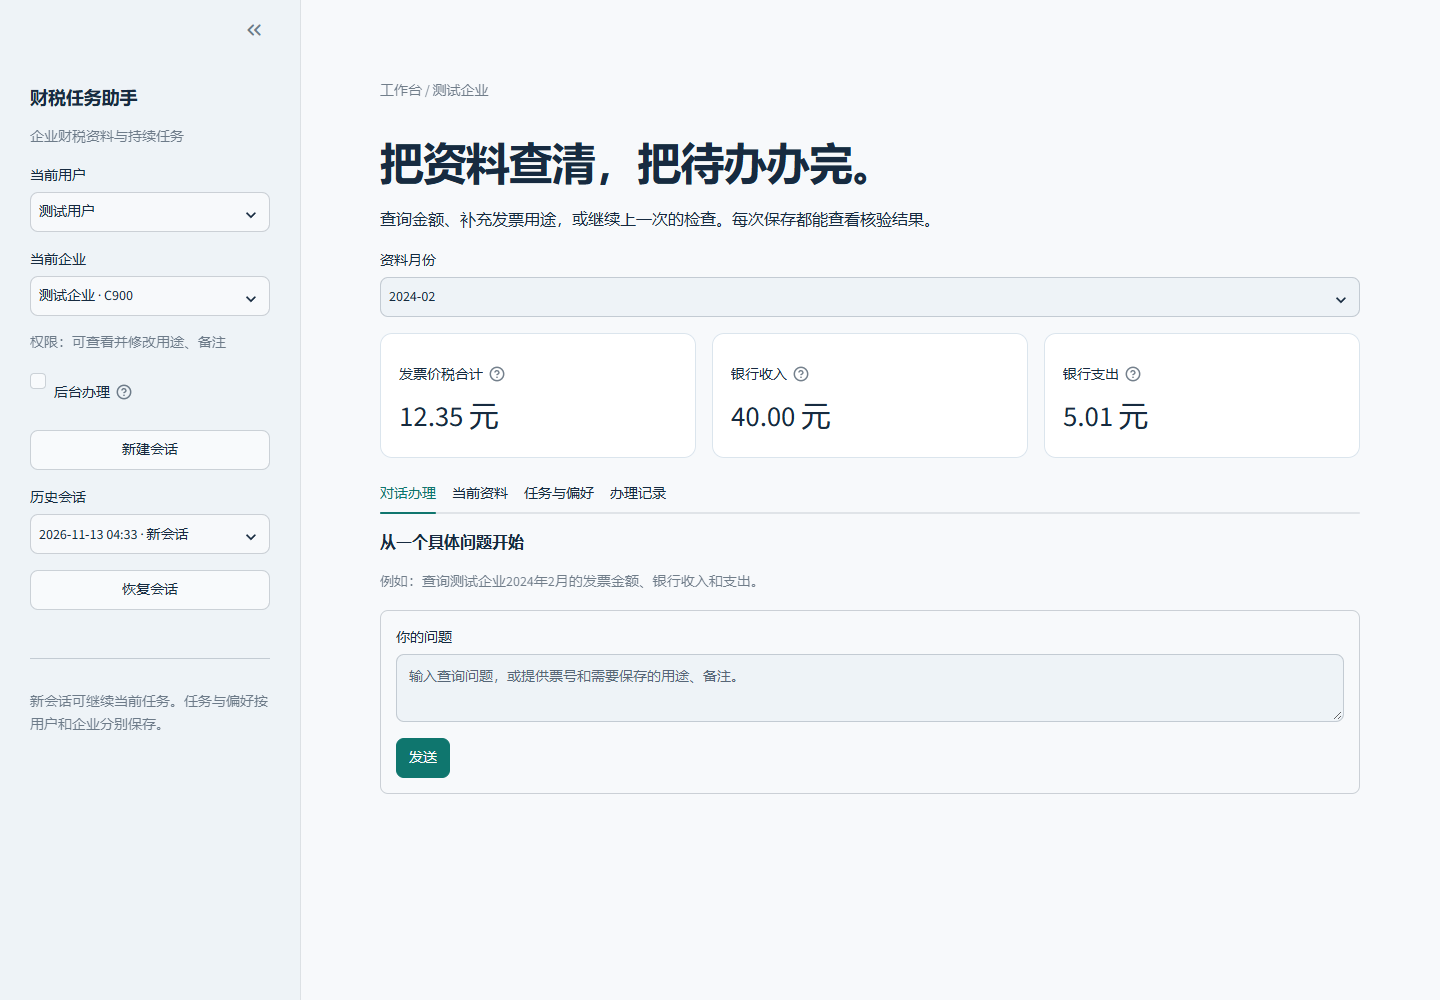 财税任务助手
企业财税资料与持续任务
当前用户
测试用户
当前企业
测试企业 · C900
权限：可查看并修改用途、备注
后台办理
新建会话
历史会话
2026-11-13 04:33 · 新会话
恢复会话
新会话可继续当前任务。任务与偏好按
用户和企业分别保存。
工作台 / 测试企业
把资料查清，把待办办完。
查询金额、补充发票用途，或继续上一次的检查。每次保存都能查看核验结果。
资料月份
2024-02
发票价税合计
12.35 元
银行收入
40.00 元
银行支出
5.01 元
对话办理 当前资料 任务与偏好 办理记录
从一个具体问题开始
例如：查询测试企业2024年2月的发票金额、银行收入和支出。
你的问题
输入查询问题，或提供票号和需要保存的用途、备注。
发送